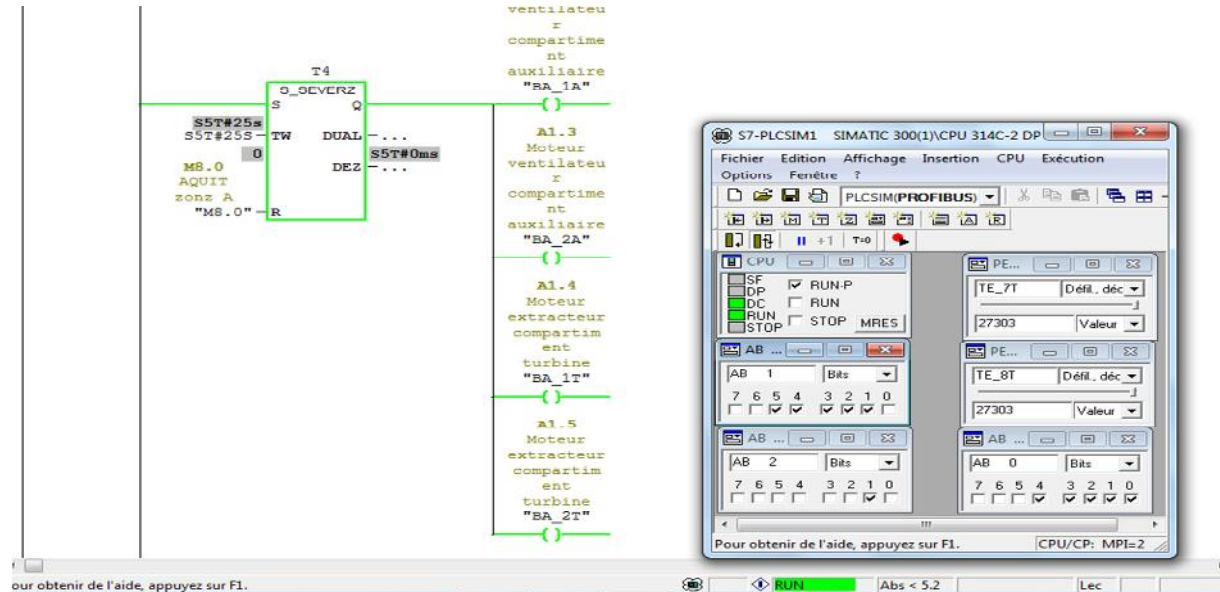 ventilateu
r
compartime
nt
auxiliaire
"BA_1A"
T4
S_SEVERZ
S Q
S5T#25s
S5T#25S TW DUAL ...
0 S5T#0ms
DEZ ...
M8.0
AQUIT
zonz A
"M8.0" R
A1.3
Moteur
ventilateu
r
compartime
nt
auxiliaire
"BA_2A"
A1.4
Moteur
extracteur
compartim
ent
turbine
"BA_1T"
A1.5
Moteur
extracteur
compartim
ent
turbine
"BA_2T"
S7-PLCSIM1 SIMATIC 300(1)\CPU 314C-2 DP
Fichier Edition Affichage Insertion CPU Exécution
Options Fenêtre ?
PLCSIM(PROFIBUS)
+1 T=0
CPU
SF
DP
DC
RUN
STOP
RUN-P
RUN
STOP MRES
PE...
TE_7T Défil., déc
27303 Valeur
AB ...
AB 1 Bits
7 6 5 4 3 2 1 0
PE...
TE_8T Défil., déc
27303 Valeur
AB ...
AB 2 Bits
7 6 5 4 3 2 1 0
AB ...
AB 0 Bits
7 6 5 4 3 2 1 0
Pour obtenir de l'aide, appuyez sur F1. CPU/CP: MPI=2
our obtenir de l'aide, appuyez sur F1. RUN Abs < 5.2 Lec